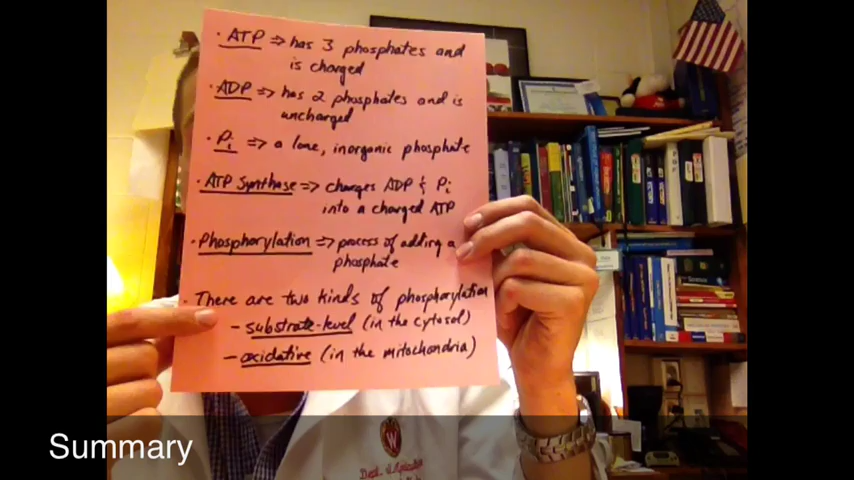 · ATP => has 3 phosphates and
is charged
· ADP => has 2 phosphates and is
uncharged
· Pi => a lone, inorganic phosphate
· ATP Synthase => charges ADP & Pi
into a charged ATP
· Phosphorylation => process of adding a
phosphate
· There are two kinds of phosphorylation
- substrate-level (in the cytosol)
- oxidative (in the mitochondria)
W
Summary